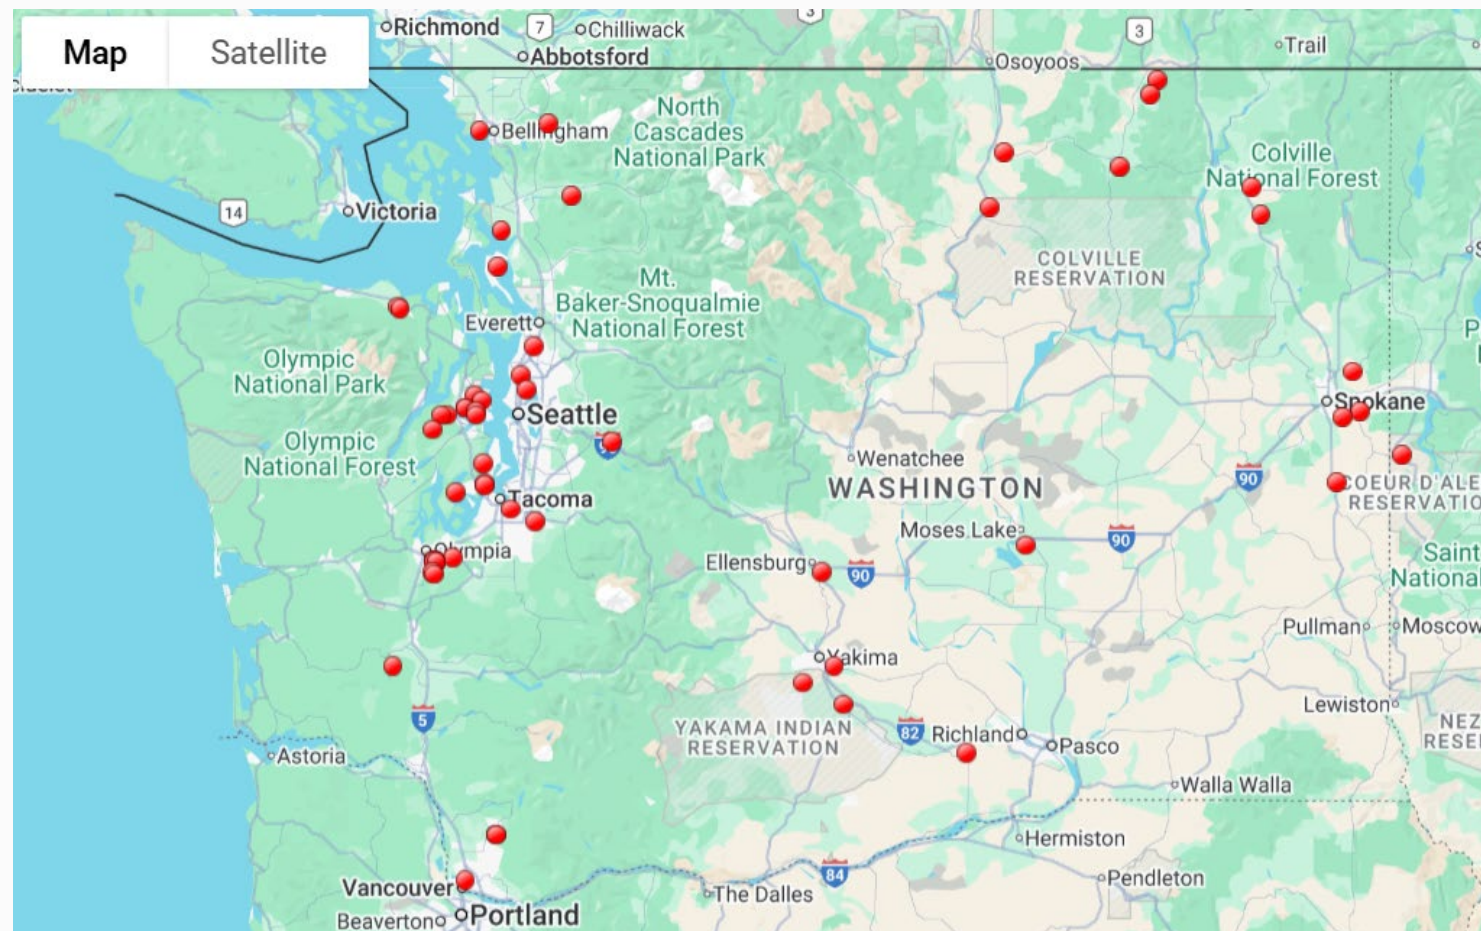 Map
Satellite
Richmond
7
Chilliwack
3
3
Trail
Abbotsford
Osoyoos
North
Cascades
National Park
Bellingham
Colville
National Forest
14
Victoria
COLVILLE
RESERVATION
Mt.
Baker-Snoqualmie
National Forest
Everett
Olympic
National Park
Seattle
Spokane
Olympic
National Forest
Wenatchee
WASHINGTON
90
COEUR D'ALE
RESERVATIO
Tacoma
Moses Lake
90
Olympia
Ellensburg
90
Saint
National
Pullman
Moscow
Yakima
Lewiston
5
YAKAMA INDIAN
RESERVATION
82
Richland
Pasco
NEZ
RESE
Astoria
Walla Walla
Hermiston
84
Vancouver
The Dalles
Pendleton
Beaverton
Portland